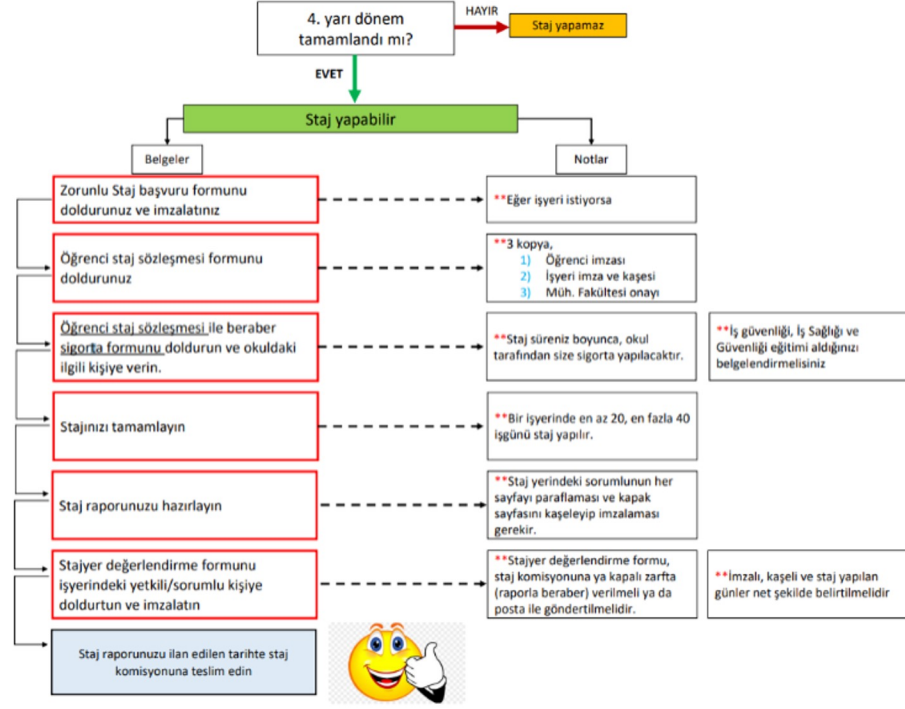 4. yarı dönem
tamamlandı mı?
HAYIR
Staj yapamaz
EVET
Staj yapabilir
Belgeler
Notlar
Zorunlu Staj başvuru formunu
doldurunuz ve imzalatınız
**Eğer işyeri istiyorsa
Öğrenci staj sözleşmesi formunu
doldurunuz
**3 kopya,
1) Öğrenci imzası
2) İşyeri imza ve kaşesi
3) Müh. Fakültesi onayı
Öğrenci staj sözleşmesi ile beraber
sigorta formunu doldurun ve okuldaki
ilgili kişiye verin.
**Staj süreniz boyunca, okul
tarafından size sigorta yapılacaktır.
**İş güvenliği, İş Sağlığı ve
Güvenliği eğitimi aldığınızı
belgelendirmelisiniz
Stajınızı tamamlayın
**Bir işyerinde en az 20, en fazla 40
işgünü staj yapılır.
Staj raporunuzu hazırlayın
**Staj yerindeki sorumlunun her
sayfayı paraflaması ve kapak
sayfasını kaşeleyip imzalaması
gerekir.
Stajyer değerlendirme formunu
işyerindeki yetkili/sorumlu kişiye
doldurtun ve imzalatın
**Stajyer değerlendirme formu,
staj komisyonuna ya kapalı zarfta
(raporla beraber) verilmeli ya da
posta ile göndertilmelidir.
**İmzalı, kaşeli ve staj yapılan
günler net şekilde belirtilmelidir
Staj raporunuzu ilan edilen tarihte staj
komisyonuna teslim edin